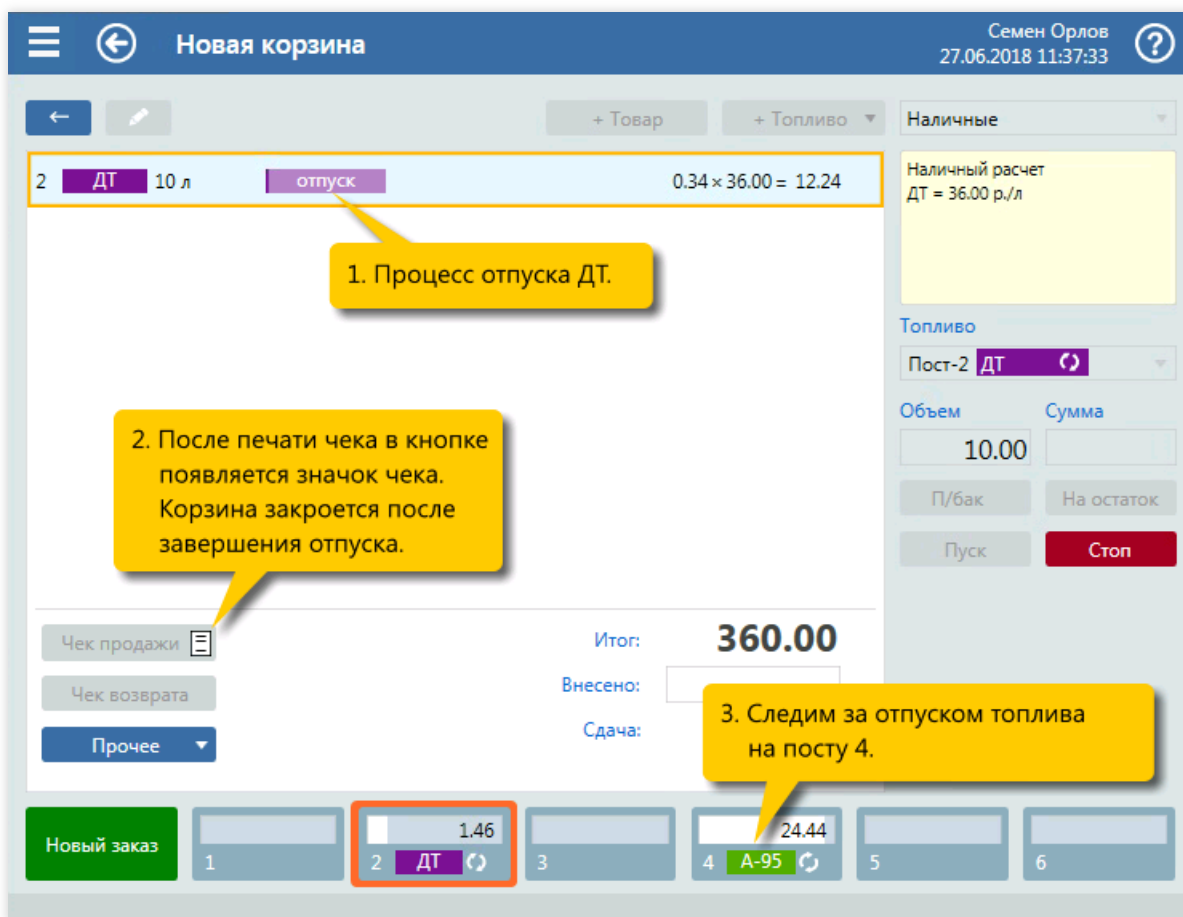 Новая корзина
Семен Орлов
27.06.2018 11:37:33
?
+ Товар
+ Топливо
Наличные
2 ДТ 10 л отпуск 0.34 × 36.00 = 12.24
Наличный расчет
ДТ = 36.00 р./л
1. Процесс отпуска ДТ.
Топливо
Пост-2 ДТ
Объем Сумма
10.00
П/бак На остаток
Пуск Стоп
2. После печати чека в кнопке
появляется значок чека.
Корзина закроется после
завершения отпуска.
Чек продажи
Чек возврата
Прочее
Итог: 360.00
Внесено:
Сдача:
3. Следим за отпуском топлива
на посту 4.
Новый заказ
1
1.46
2 ДТ
3
24.44
4 А-95
5
6